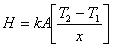 H = kA[(T₂ − T₁)/x]